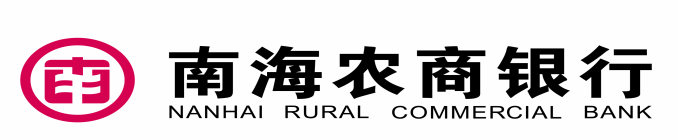 南海农商银行
NANHAI RURAL COMMERCIAL BANK